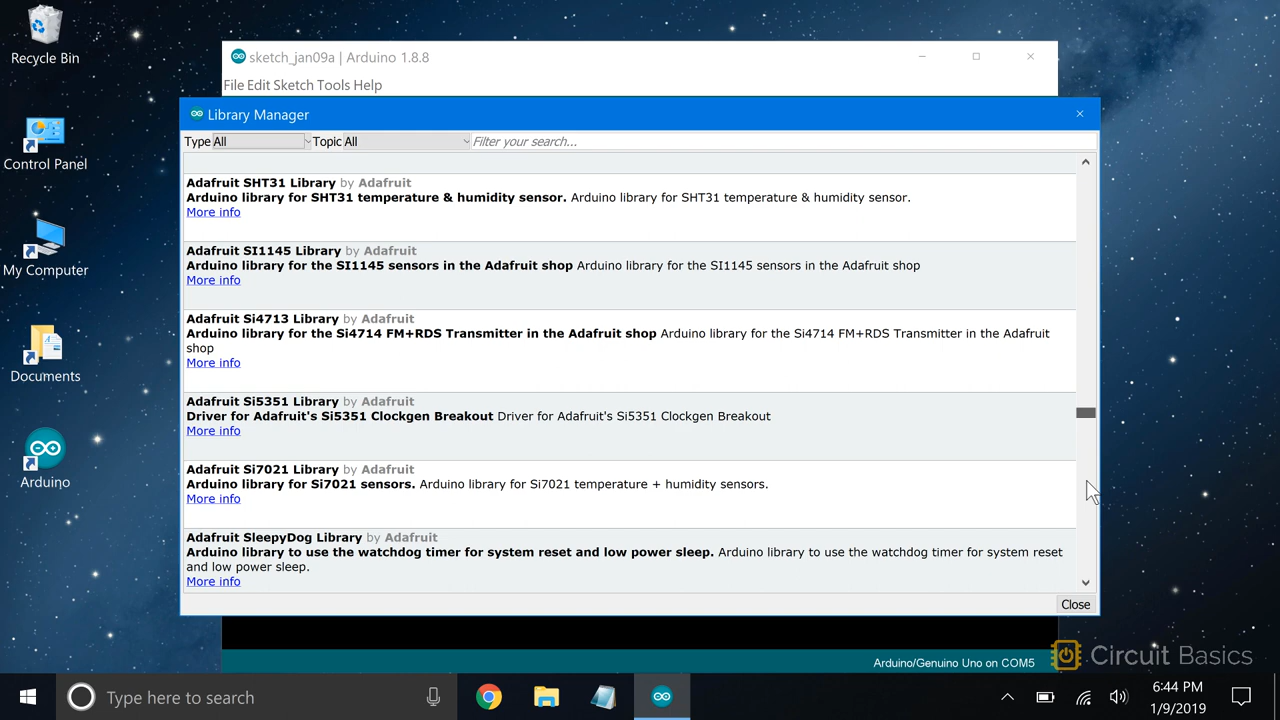 Recycle Bin
Control Panel
My Computer
Documents
Arduino
sketch_jan09a | Arduino 1.8.8
File Edit Sketch Tools Help
Library Manager
Type All Topic All Filter your search...
Adafruit SHT31 Library by Adafruit
Arduino library for SHT31 temperature & humidity sensor. Arduino library for SHT31 temperature & humidity sensor.
More info
Adafruit SI1145 Library by Adafruit
Arduino library for the SI1145 sensors in the Adafruit shop Arduino library for the SI1145 sensors in the Adafruit shop
More info
Adafruit Si4713 Library by Adafruit
Arduino library for the Si4714 FM+RDS Transmitter in the Adafruit shop Arduino library for the Si4714 FM+RDS Transmitter in the Adafruit
shop
More info
Adafruit Si5351 Library by Adafruit
Driver for Adafruit's Si5351 Clockgen Breakout Driver for Adafruit's Si5351 Clockgen Breakout
More info
Adafruit Si7021 Library by Adafruit
Arduino library for Si7021 sensors. Arduino library for Si7021 temperature + humidity sensors.
More info
Adafruit SleepyDog Library by Adafruit
Arduino library to use the watchdog timer for system reset and low power sleep. Arduino library to use the watchdog timer for system reset
and low power sleep.
More info
Close
Arduino/Genuino Uno on COM5
Circuit Basics
Type here to search
6:44 PM
1/9/2019